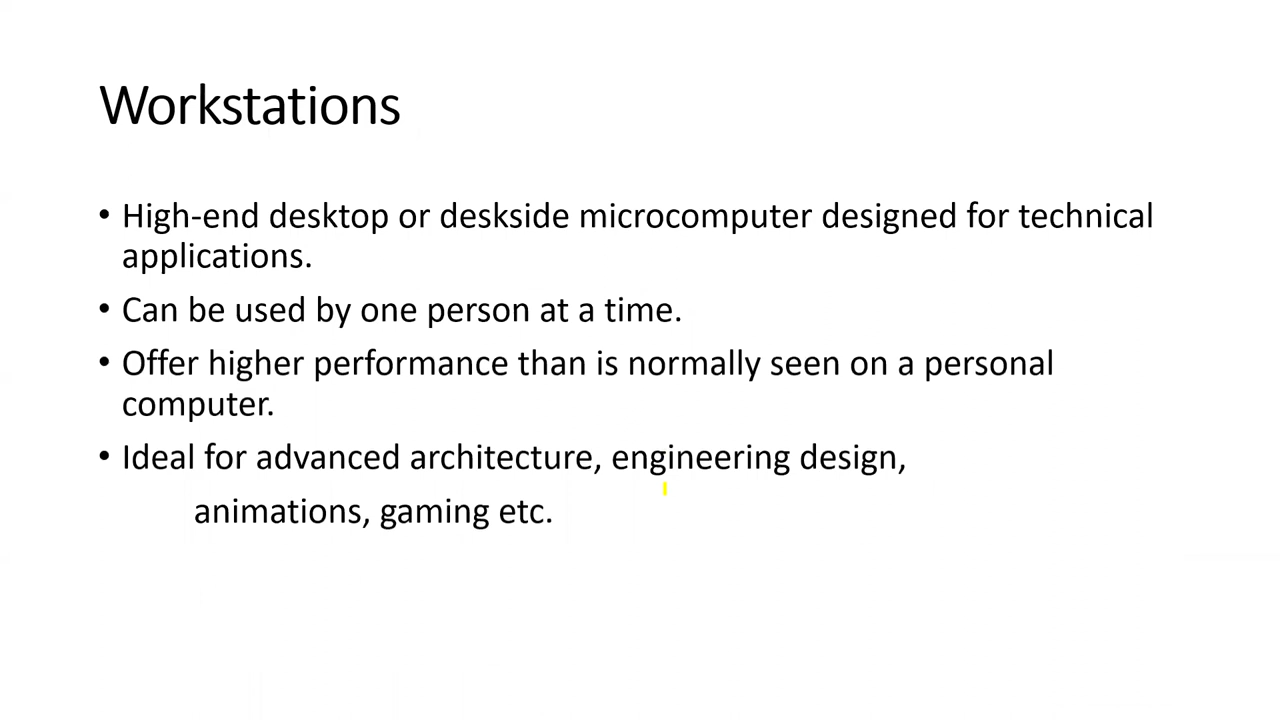 Workstations
• High-end desktop or deskside microcomputer designed for technical
applications.
• Can be used by one person at a time.
• Offer higher performance than is normally seen on a personal
computer.
• Ideal for advanced architecture, engineering design,
animations, gaming etc.